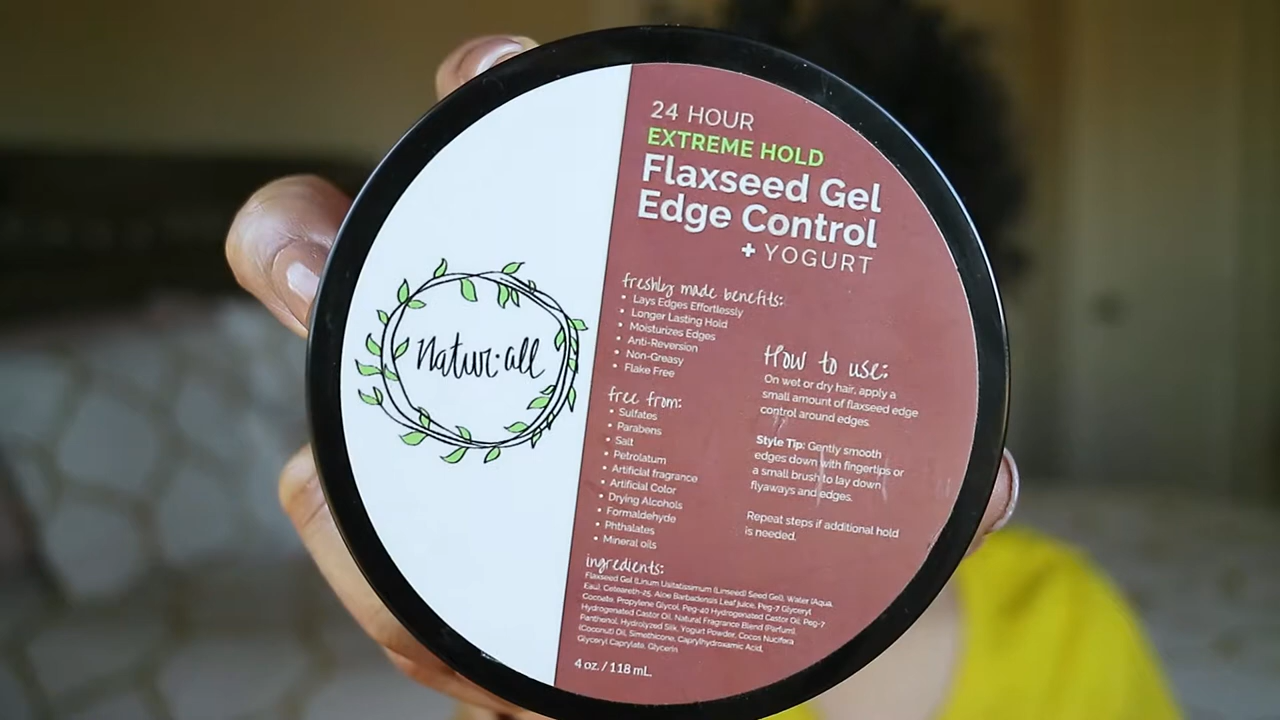 natur·all
24 HOUR
EXTREME HOLD
Flaxseed Gel
Edge Control
+ YOGURT
freshly made benefits:
• Lays Edges Effortlessly
• Longer Lasting Hold
• Moisturizes Edges
• Anti-Reversion
• Non-Greasy
• Flake Free
free from:
• Sulfates
• Parabens
• Salt
• Petrolatum
• Artificial fragrance
• Artificial Color
• Drying Alcohols
• Formaldehyde
• Phthalates
• Mineral oils
How to use:
On wet or dry hair, apply a
small amount of flaxseed edge
control around edges.
Style Tip: Gently smooth
edges down with fingertips or
a small brush to lay down
flyaways and edges.
Repeat steps if additional hold
is needed.
ingredients:
Flaxseed Gel (Linum Usitatissimum (Linseed) Seed Gel), Water (Aqua,
Eau), Ceteareth-25, Aloe Barbadensis Leaf Juice, Peg-7 Glyceryl
Cocoate, Propylene Glycol, Peg-40 Hydrogenated Castor Oil, Peg-7
Hydrogenated Castor Oil, Natural Fragrance Blend (Parfum),
Panthenol, Hydrolyzed Silk, Yogurt Powder, Cocos Nucifera
(Coconut) Oil, Simethicone, Caprylhydroxamic Acid,
Glyceryl Caprylate, Glycerin
4 oz. / 118 mL.